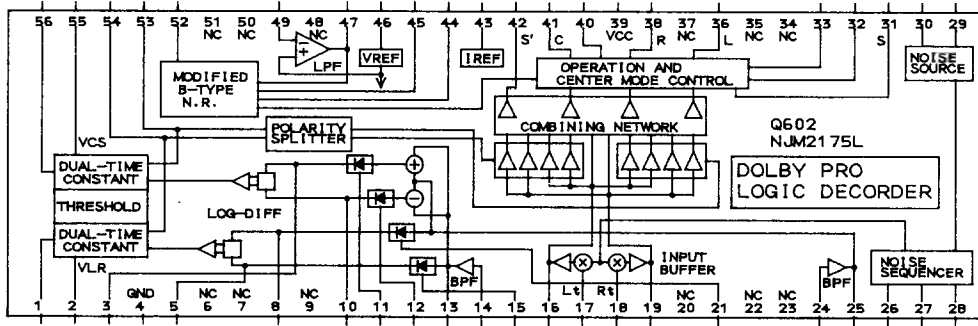 56 55 54 53 52 51 50 49 48 47 46 45 44 43 42 41 40 39 38 37 36 35 34 33 32 31 30 29
NC NC NC S' C VCC R NC L NC NC S
LPF
VREF
IREF
MODIFIED
B-TYPE
N.R.
OPERATION AND
CENTER MODE CONTROL
NOISE
SOURCE
POLARITY
SPLITTER
COMBINING NETWORK
Q602
NJM2175L
VCS
DUAL-TIME
CONSTANT
THRESHOLD
DUAL-TIME
CONSTANT
VLR
LOG-DIFF
DOLBY PRO
LOGIC DECORDER
BPF
INPUT
BUFFER
Lt Rt
BPF
NOISE
SEQUENCER
GND NC NC NC NC NC NC NC
1 2 3 4 5 6 7 8 9 10 11 12 13 14 15 16 17 18 19 20 21 22 23 24 25 26 27 28